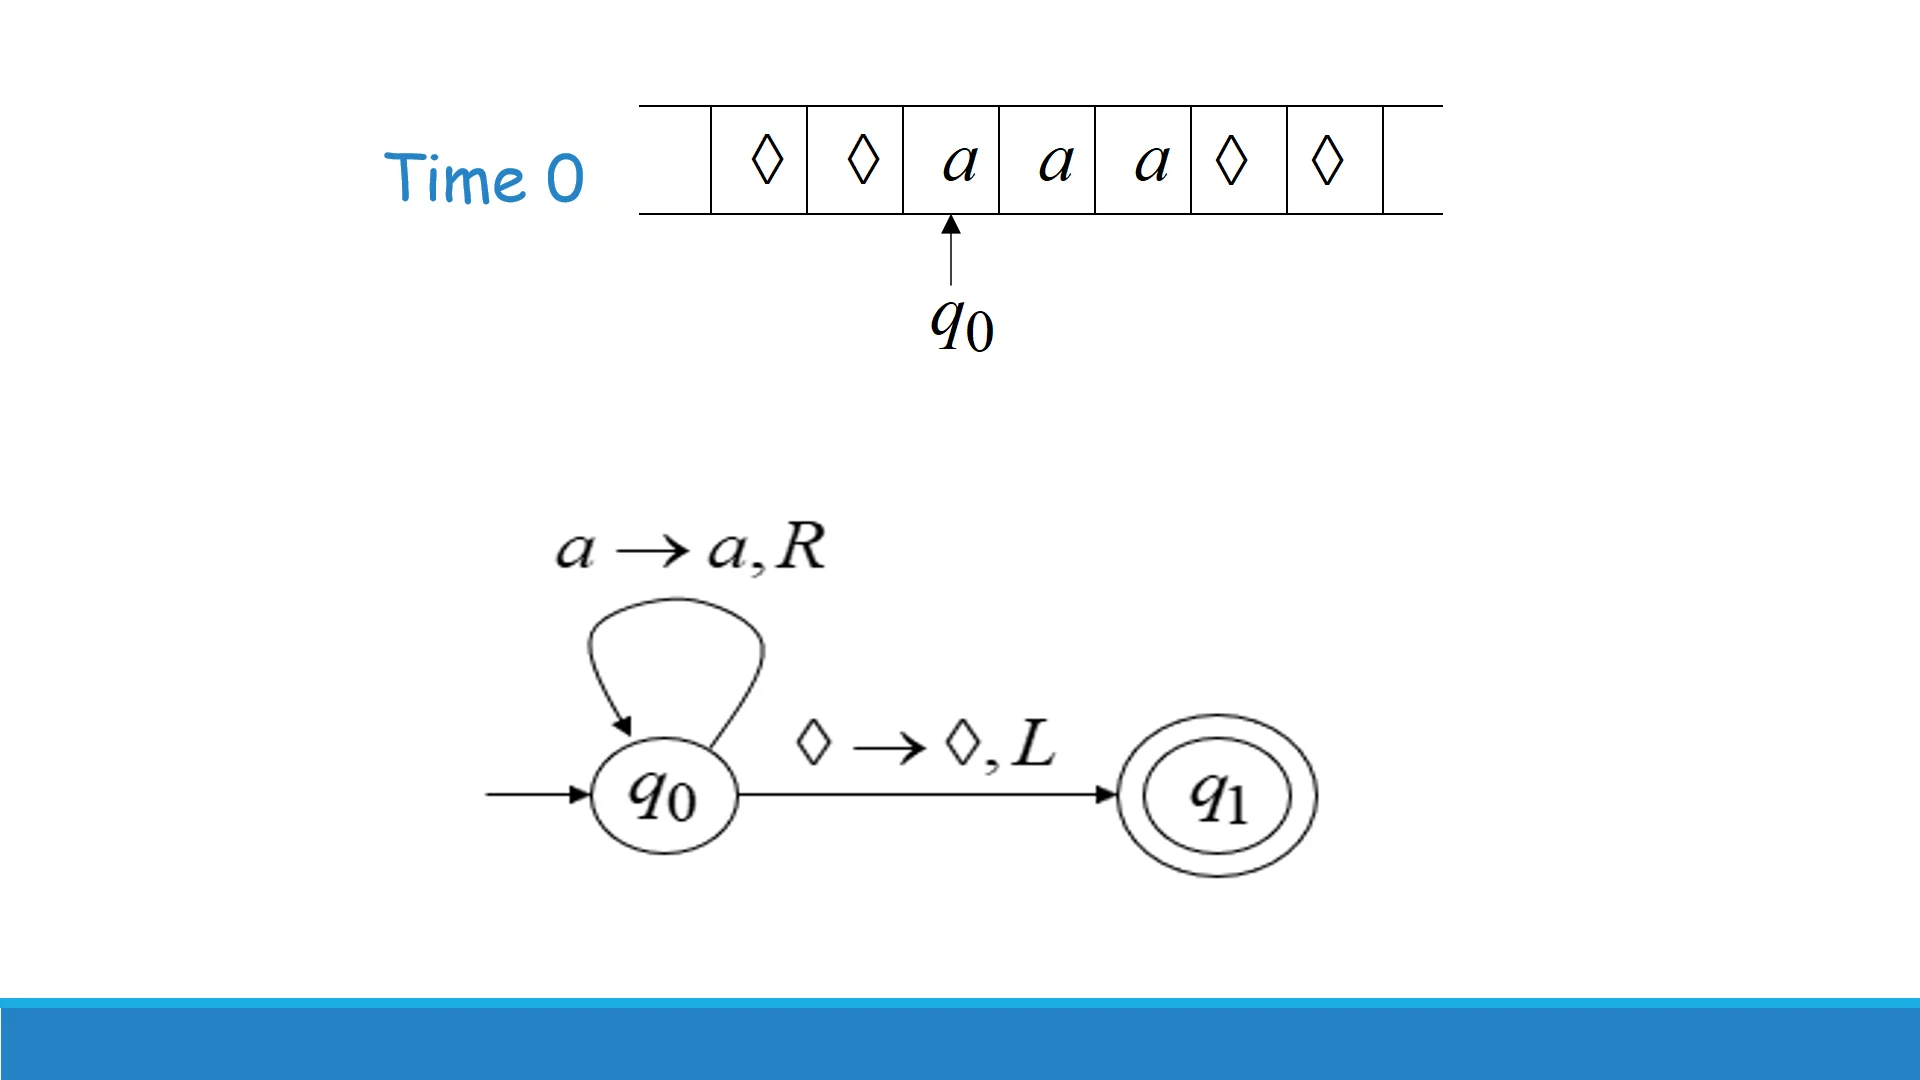 Time 0
◊ ◊ a a a ◊ ◊
q0
a → a, R
◊ → ◊, L
q0
q1